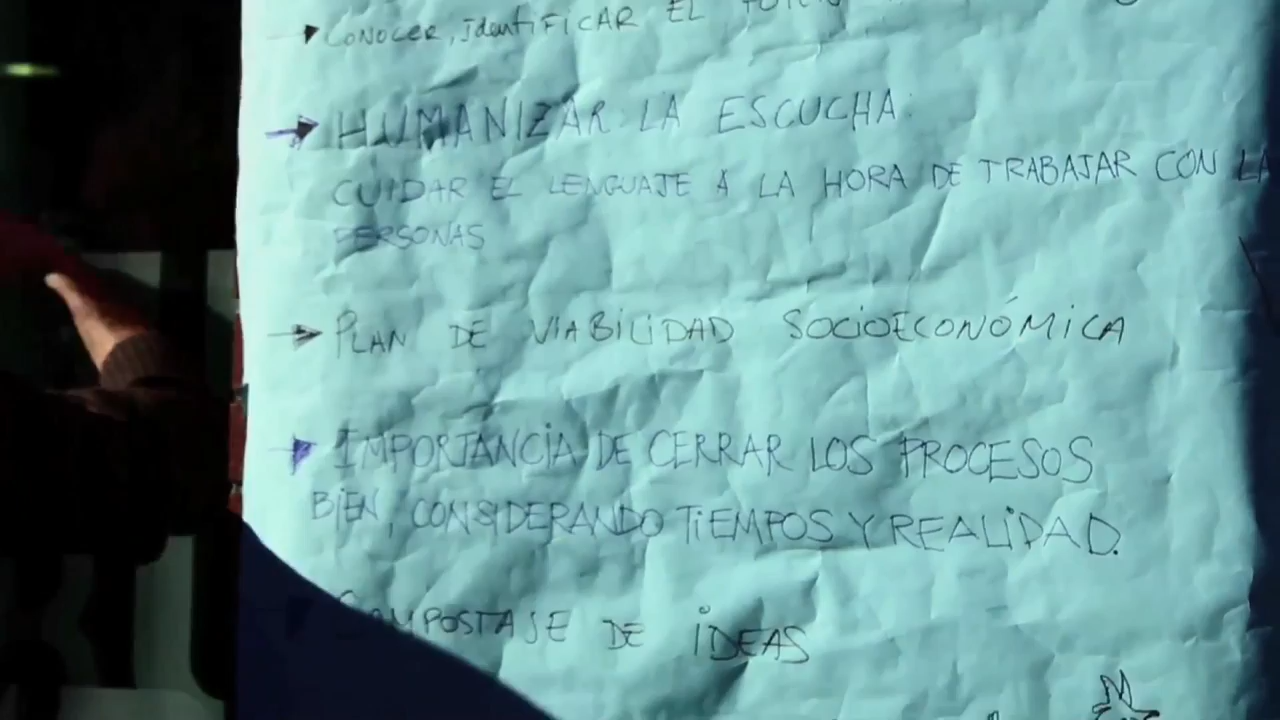 CONOCER, IdentIFICAR EL
HUMANIZAR LA ESCUCHA.
CUIDAR EL LENGUAJE A LA HORA DE TRABAJAR CON LA
PERSONAS
PLAN DE VIABILIDAD SOCIOECONÓMICA
IMPORTANCIA DE CERRAR LOS PROCESOS
BIEN, CONSIDERANDO TIEMPOS Y REALIDAD.
COMPOSTAJE DE IDEAS